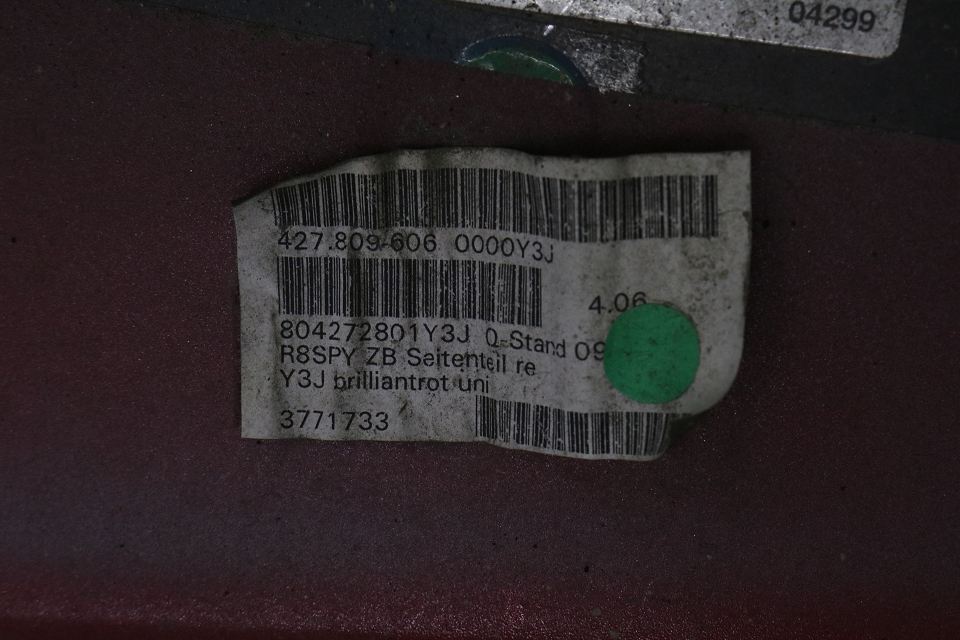 04299
427.809-606 0000Y3J
4.06
804272801Y3J Q-Stand 09
R8SPY ZB Seitenteil re
Y3J brilliantrot uni
3771733